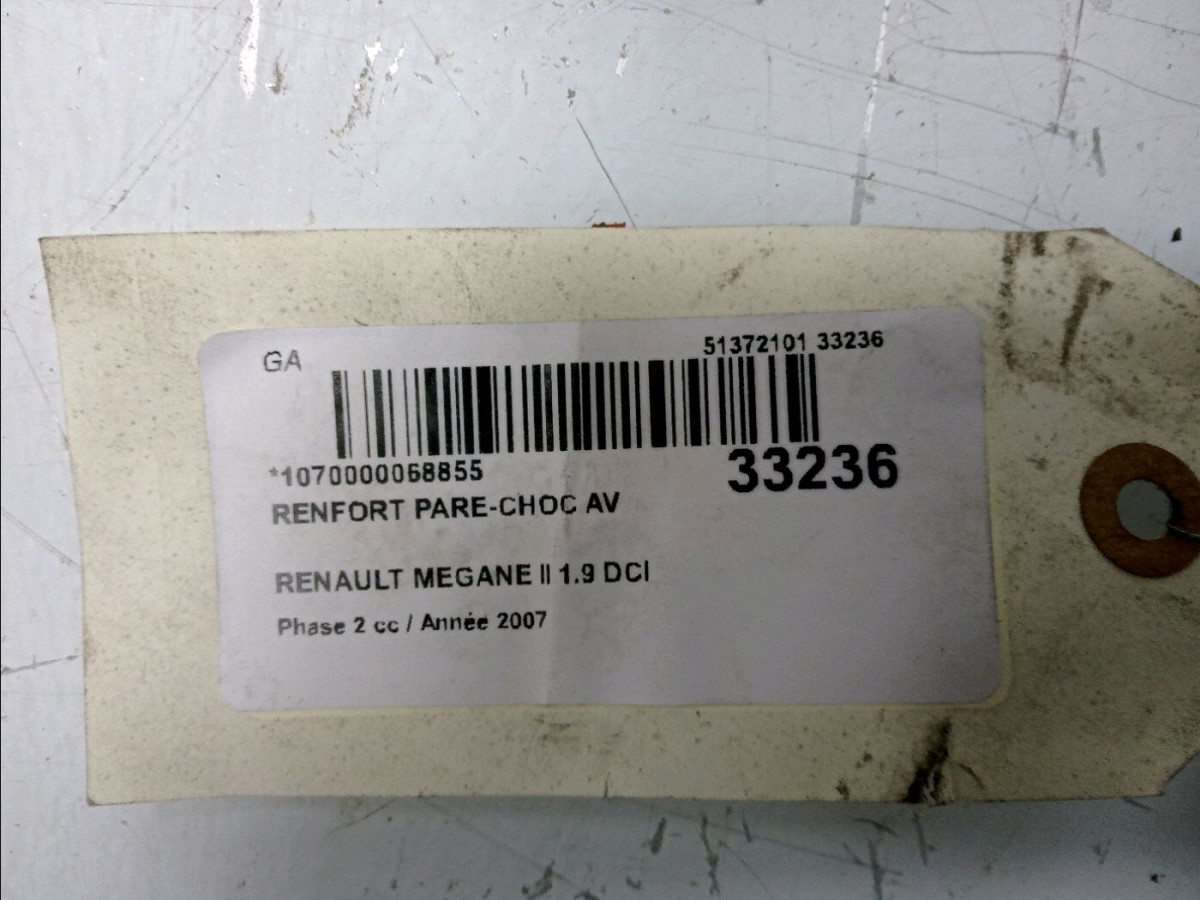 GA
51372101 33236
*1070000068855
33236
RENFORT PARE-CHOC AV
RENAULT MEGANE II 1.9 DCI
Phase 2 cc / Année 2007